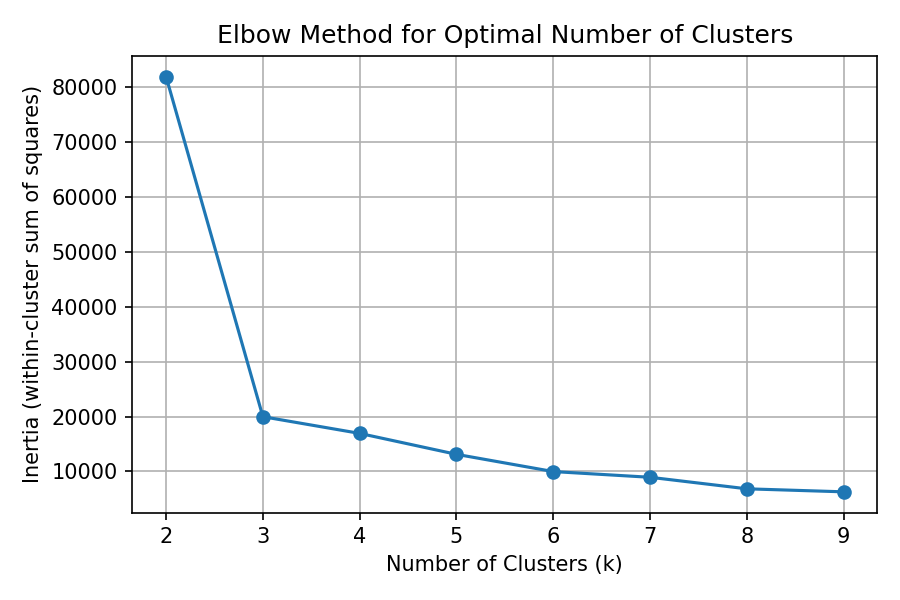 Elbow Method for Optimal Number of Clusters
Inertia (within-cluster sum of squares)
80000
70000
60000
50000
40000
30000
20000
10000
2 3 4 5 6 7 8 9
Number of Clusters (k)